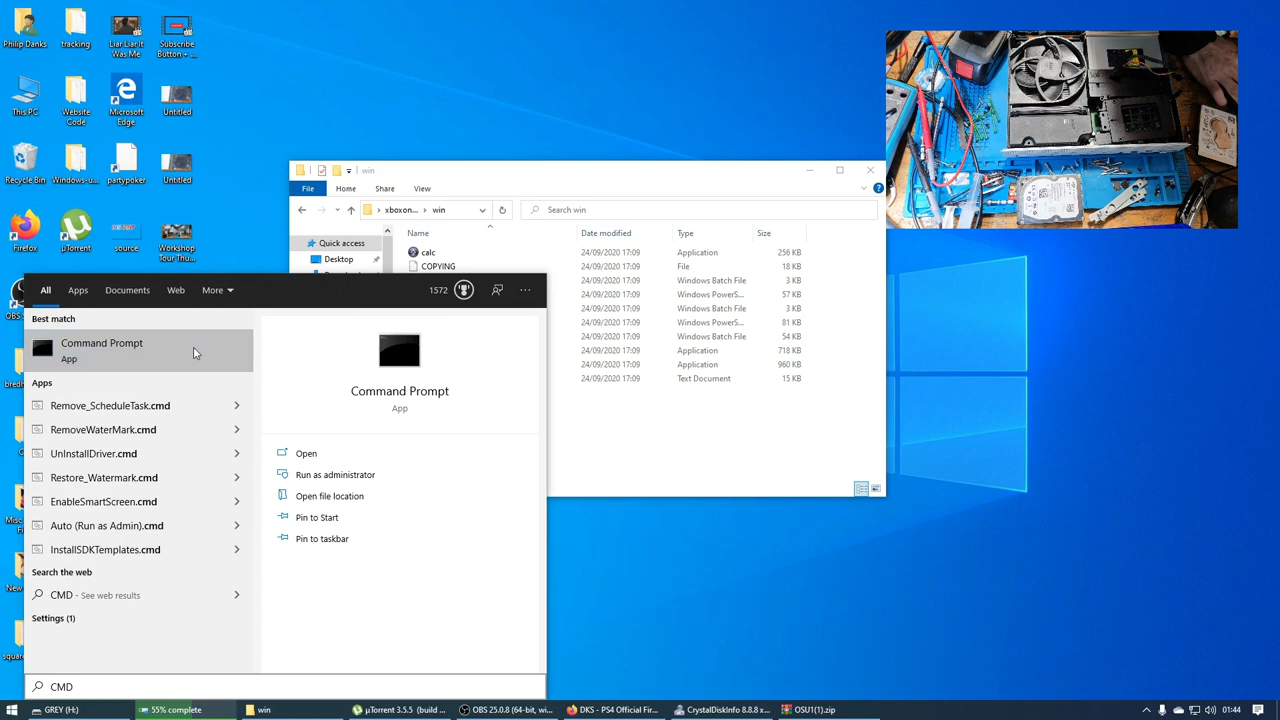 Philip Danks
tracking
Liar Liar It
Was Me
Subscribe
Button + ...
This PC
Website
Code
Microsoft
Edge
Untitled
Recycle Bin
Windows-u...
partypoker
Untitled
Firefox
µTorrent
source
Workshop
Tour Thu...
win
File
Home
Share
View
xboxon...
win
Search win
Name
Date modified
Type
Size
Quick access
Desktop
calc
24/09/2020 17:09
Application
256 KB
COPYING
24/09/2020 17:09
File
18 KB
24/09/2020 17:09
Windows Batch File
3 KB
24/09/2020 17:09
Windows PowerS...
57 KB
24/09/2020 17:09
Windows Batch File
3 KB
24/09/2020 17:09
Windows PowerS...
81 KB
24/09/2020 17:09
Windows Batch File
54 KB
24/09/2020 17:09
Application
718 KB
24/09/2020 17:09
Application
960 KB
24/09/2020 17:09
Text Document
15 KB
All
Apps
Documents
Web
More
1572
Best match
Command Prompt
App
Apps
Remove_ScheduleTask.cmd
RemoveWaterMark.cmd
UnInstallDriver.cmd
Restore_Watermark.cmd
EnableSmartScreen.cmd
Auto (Run as Admin).cmd
InstallSDKTemplates.cmd
Search the web
CMD - See web results
Settings (1)
Command Prompt
App
Open
Run as administrator
Open file location
Pin to Start
Pin to taskbar
CMD
GREY (H:)
55% complete
win
µTorrent 3.5.5 (build ...
OBS 25.0.8 (64-bit, wi...
DKS - PS4 Official Fir...
CrystalDiskInfo 8.8.8 x...
OSU1(1).zip
01:44